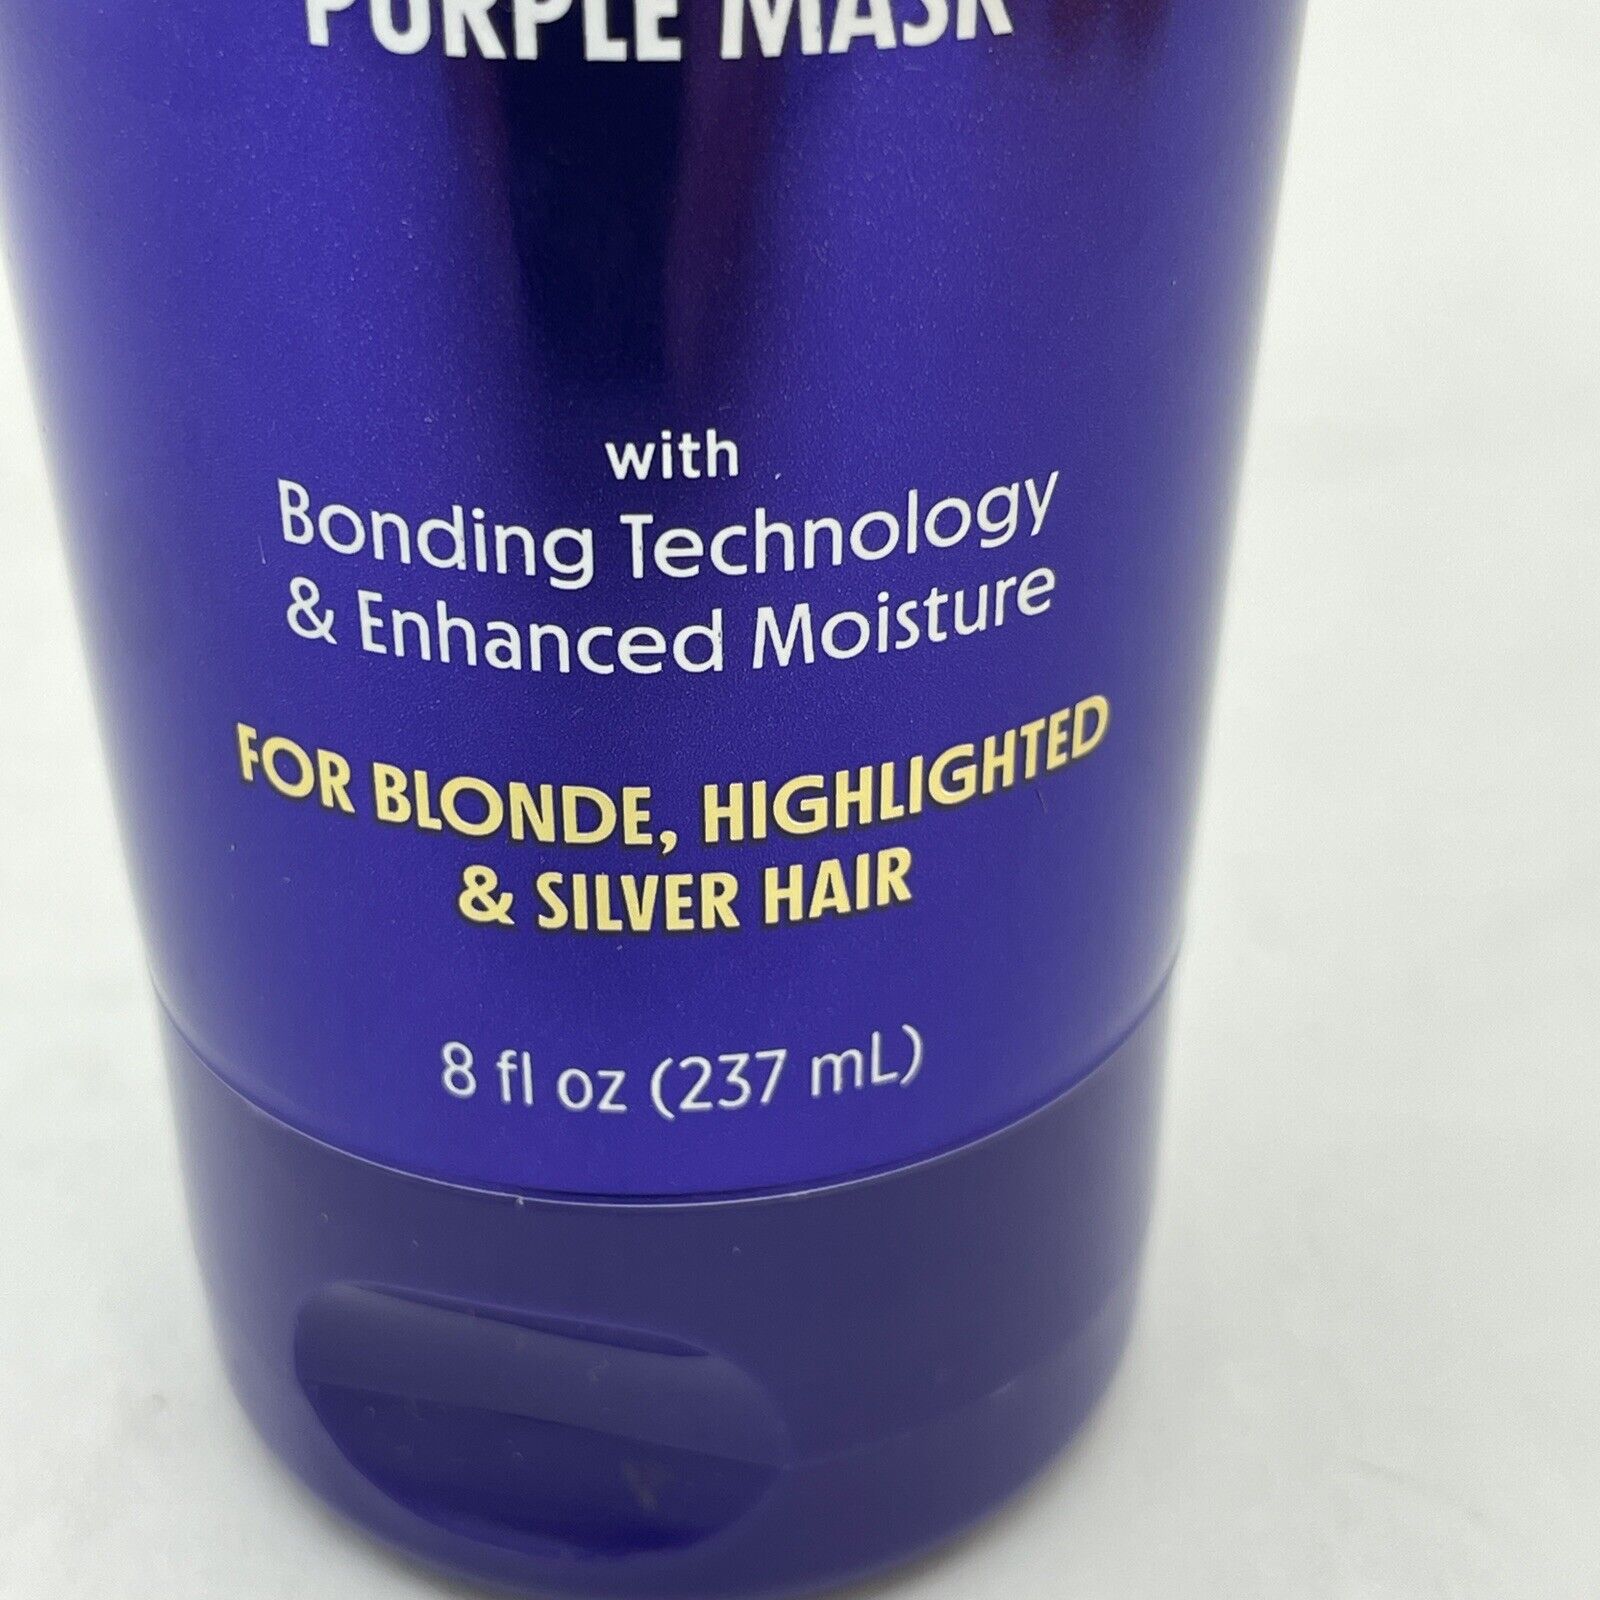 PURPLE MASK
with
Bonding Technology
& Enhanced Moisture
FOR BLONDE, HIGHLIGHTED
& SILVER HAIR
8 fl oz (237 mL)